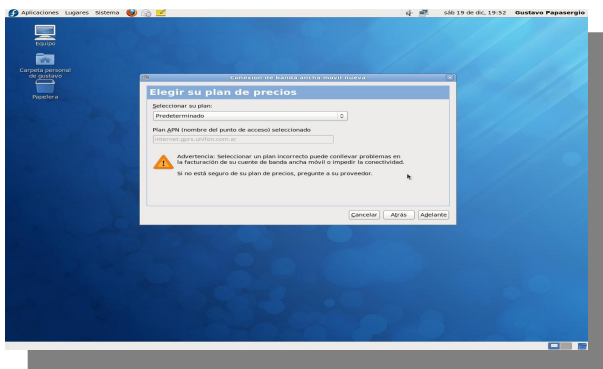 Aplicaciones Lugares Sistema sáb 19 de dic, 19:52 Gustavo Papasergio
Equipo
Carpeta personal
de gustavo
Papelera
Conexión de banda ancha móvil nueva
Elegir su plan de precios
Seleccionar su plan:
Predeterminado
Plan APN (nombre del punto de acceso) seleccionado
internet.gprs.unifon.com.ar
Advertencia: Seleccionar un plan incorrecto puede conllevar problemas en
la facturación de su cuente de banda ancha móvil o impedir la conectividad.
Si no está seguro de su plan de precios, pregunte a su proveedor.
Cancelar Atrás Adelante